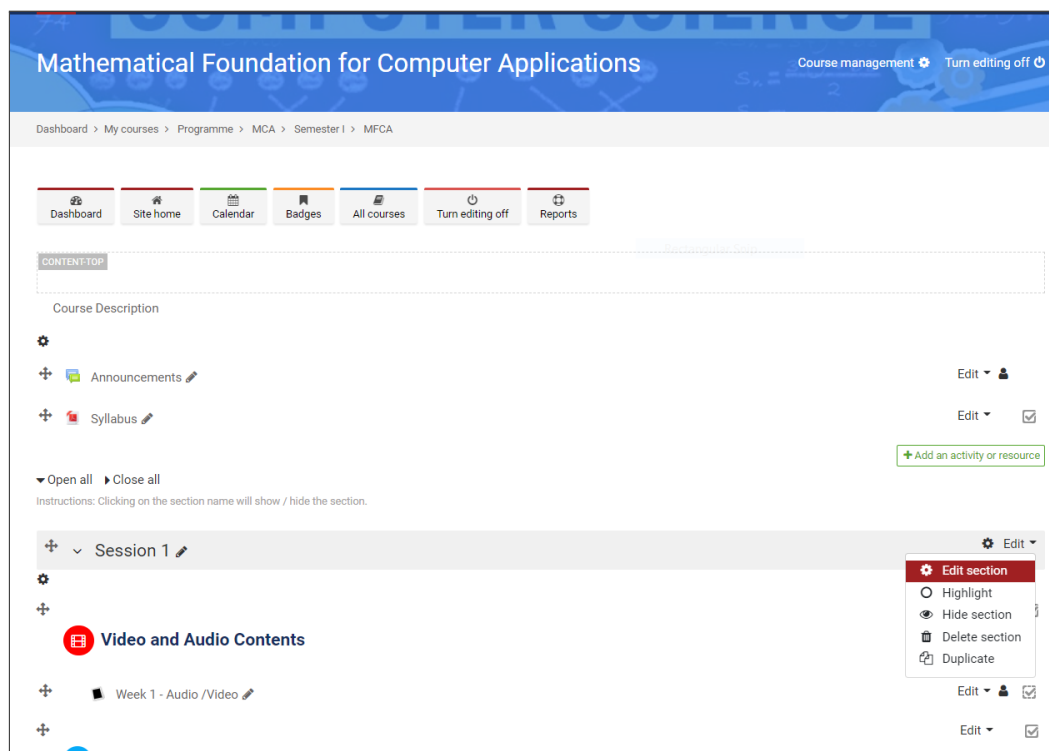 COMPUTER SCIENCE
Mathematical Foundation for Computer Applications
Course management Turn editing off
Dashboard > My courses > Programme > MCA > Semester I > MFCA
Dashboard Site home Calendar Badges All courses Turn editing off Reports
CONTENT-TOP
Course Description
Announcements Edit
Syllabus Edit
+ Add an activity or resource
Open all Close all
Instructions: Clicking on the section name will show / hide the section.
Session 1 Edit
Edit section
Highlight
Hide section
Video and Audio Contents
Delete section
Duplicate
Week 1 - Audio /Video Edit
Edit